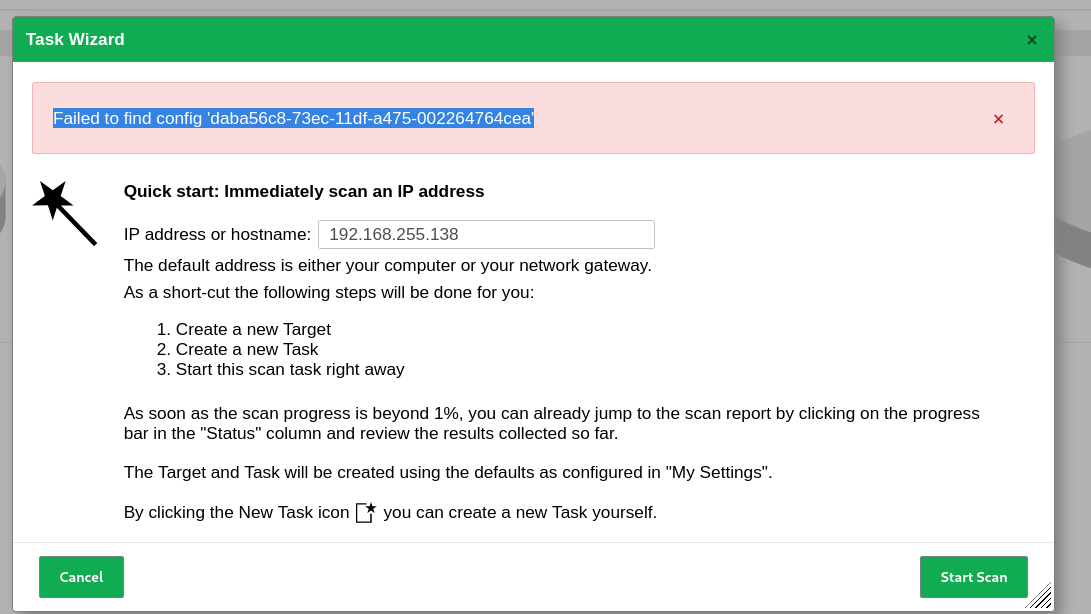 Task Wizard
×
Failed to find config 'daba56c8-73ec-11df-a475-002264764cea'
×
Quick start: Immediately scan an IP address
IP address or hostname: 192.168.255.138
The default address is either your computer or your network gateway.
As a short-cut the following steps will be done for you:
1. Create a new Target
2. Create a new Task
3. Start this scan task right away
As soon as the scan progress is beyond 1%, you can already jump to the scan report by clicking on the progress
bar in the "Status" column and review the results collected so far.
The Target and Task will be created using the defaults as configured in "My Settings".
By clicking the New Task icon you can create a new Task yourself.
Cancel
Start Scan